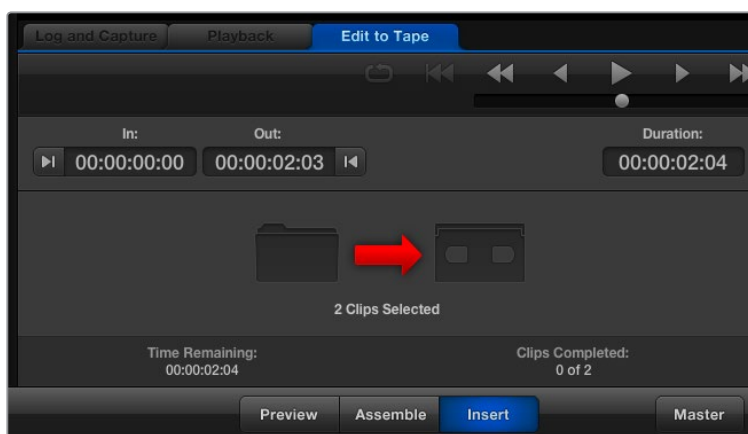 Log and Capture Playback Edit to Tape
In: Out: Duration:
00:00:00:00 00:00:02:03 00:00:02:04
2 Clips Selected
Time Remaining: Clips Completed:
00:00:02:04 0 of 2
Preview Assemble Insert Master